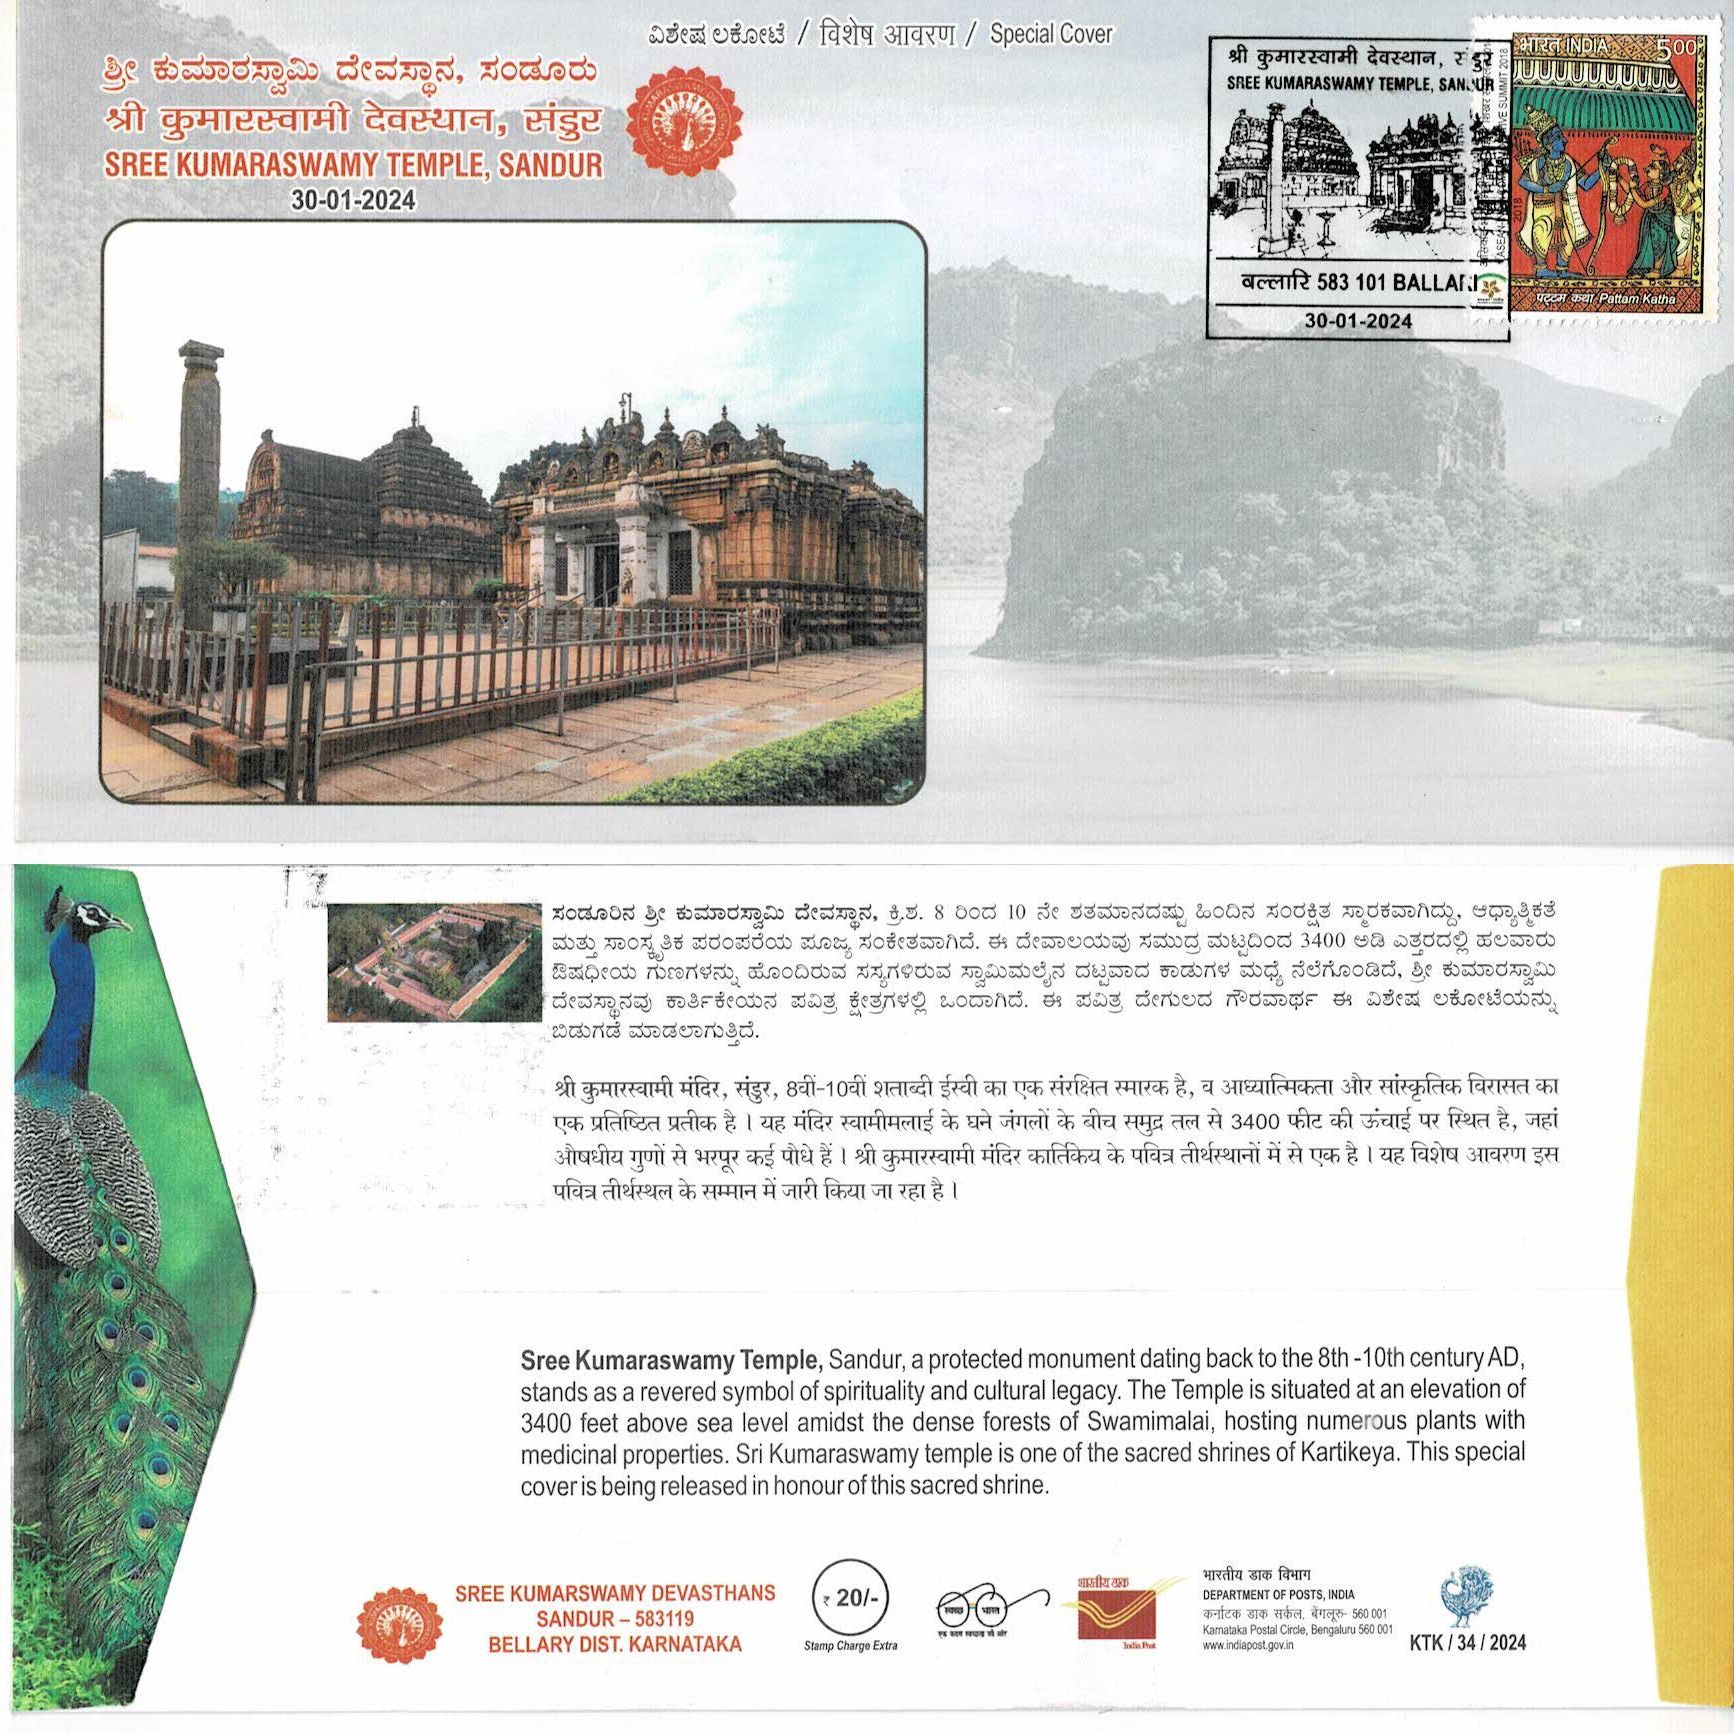 ವಿಶೇಷ ಲಕೋಟೆ / विशेष आवरण / Special Cover
ಶ್ರೀ ಕುಮಾರಸ್ವಾಮಿ ದೇವಸ್ಥಾನ, ಸಂಡೂರು
श्री कुमारस्वामी देवस्थान, संडुर
SREE KUMARASWAMY TEMPLE, SANDUR
30-01-2024
श्री कुमारस्वामी देवस्थान, संडुर
SREE KUMARASWAMY TEMPLE, SANDUR
बल्लारि 583 101 BALLARI
30-01-2024
भारत INDIA 5.00
2018
पट्टम कथा Pattam Katha
ಸಂಡೂರಿನ ಶ್ರೀ ಕುಮಾರಸ್ವಾಮಿ ದೇವಸ್ಥಾನ, ಕ್ರಿ.ಶ. 8 ರಿಂದ 10 ನೇ ಶತಮಾನದಷ್ಟು ಹಿಂದಿನ ಸಂರಕ್ಷಿತ ಸ್ಮಾರಕವಾಗಿದ್ದು, ಆಧ್ಯಾತ್ಮಿಕತೆ
ಮತ್ತು ಸಾಂಸ್ಕೃತಿಕ ಪರಂಪರೆಯ ಪೂಜ್ಯ ಸಂಕೇತವಾಗಿದೆ. ಈ ದೇವಾಲಯವು ಸಮುದ್ರ ಮಟ್ಟದಿಂದ 3400 ಅಡಿ ಎತ್ತರದಲ್ಲಿ ಹಲವಾರು
ಔಷಧೀಯ ಗುಣಗಳನ್ನು ಹೊಂದಿರುವ ಸಸ್ಯಗಳಿರುವ ಸ್ವಾಮಿಮಲೈನ ದಟ್ಟವಾದ ಕಾಡುಗಳ ಮಧ್ಯೆ ನೆಲೆಗೊಂಡಿದೆ, ಶ್ರೀ ಕುಮಾರಸ್ವಾಮಿ
ದೇವಸ್ಥಾನವು ಕಾರ್ತಿಕೇಯನ ಪವಿತ್ರ ಕ್ಷೇತ್ರಗಳಲ್ಲಿ ಒಂದಾಗಿದೆ. ಈ ಪವಿತ್ರ ದೇಗುಲದ ಗೌರವಾರ್ಥ ಈ ವಿಶೇಷ ಲಕೋಟೆಯನ್ನು
ಬಿಡುಗಡೆ ಮಾಡಲಾಗುತ್ತಿದೆ.
श्री कुमारस्वामी मंदिर, संडुर, 8वीं-10वीं शताब्दी ईस्वी का एक संरक्षित स्मारक है, व आध्यात्मिकता और सांस्कृतिक विरासत का
एक प्रतिष्ठित प्रतीक है । यह मंदिर स्वामीमलाई के घने जंगलों के बीच समुद्र तल से 3400 फीट की ऊंचाई पर स्थित है, जहां
औषधीय गुणों से भरपूर कई पौधे हैं । श्री कुमारस्वामी मंदिर कार्तिकेय के पवित्र तीर्थस्थानों में से एक है । यह विशेष आवरण इस
पवित्र तीर्थस्थल के सम्मान में जारी किया जा रहा है ।
Sree Kumaraswamy Temple, Sandur, a protected monument dating back to the 8th -10th century AD,
stands as a revered symbol of spirituality and cultural legacy. The Temple is situated at an elevation of
3400 feet above sea level amidst the dense forests of Swamimalai, hosting numerous plants with
medicinal properties. Sri Kumaraswamy temple is one of the sacred shrines of Kartikeya. This special
cover is being released in honour of this sacred shrine.
SREE KUMARSWAMY DEVASTHANS
SANDUR – 583119
BELLARY DIST. KARNATAKA
₹ 20/-
Stamp Charge Extra
स्वच्छ भारत
एक कदम स्वच्छता की ओर
भारतीय डाक
India Post
भारतीय डाक विभाग
DEPARTMENT OF POSTS, INDIA
कर्नाटक डाक सर्कल, बेंगलूरु- 560 001
Karnataka Postal Circle, Bengaluru 560 001
www.indiapost.gov.in
KTK / 34 / 2024